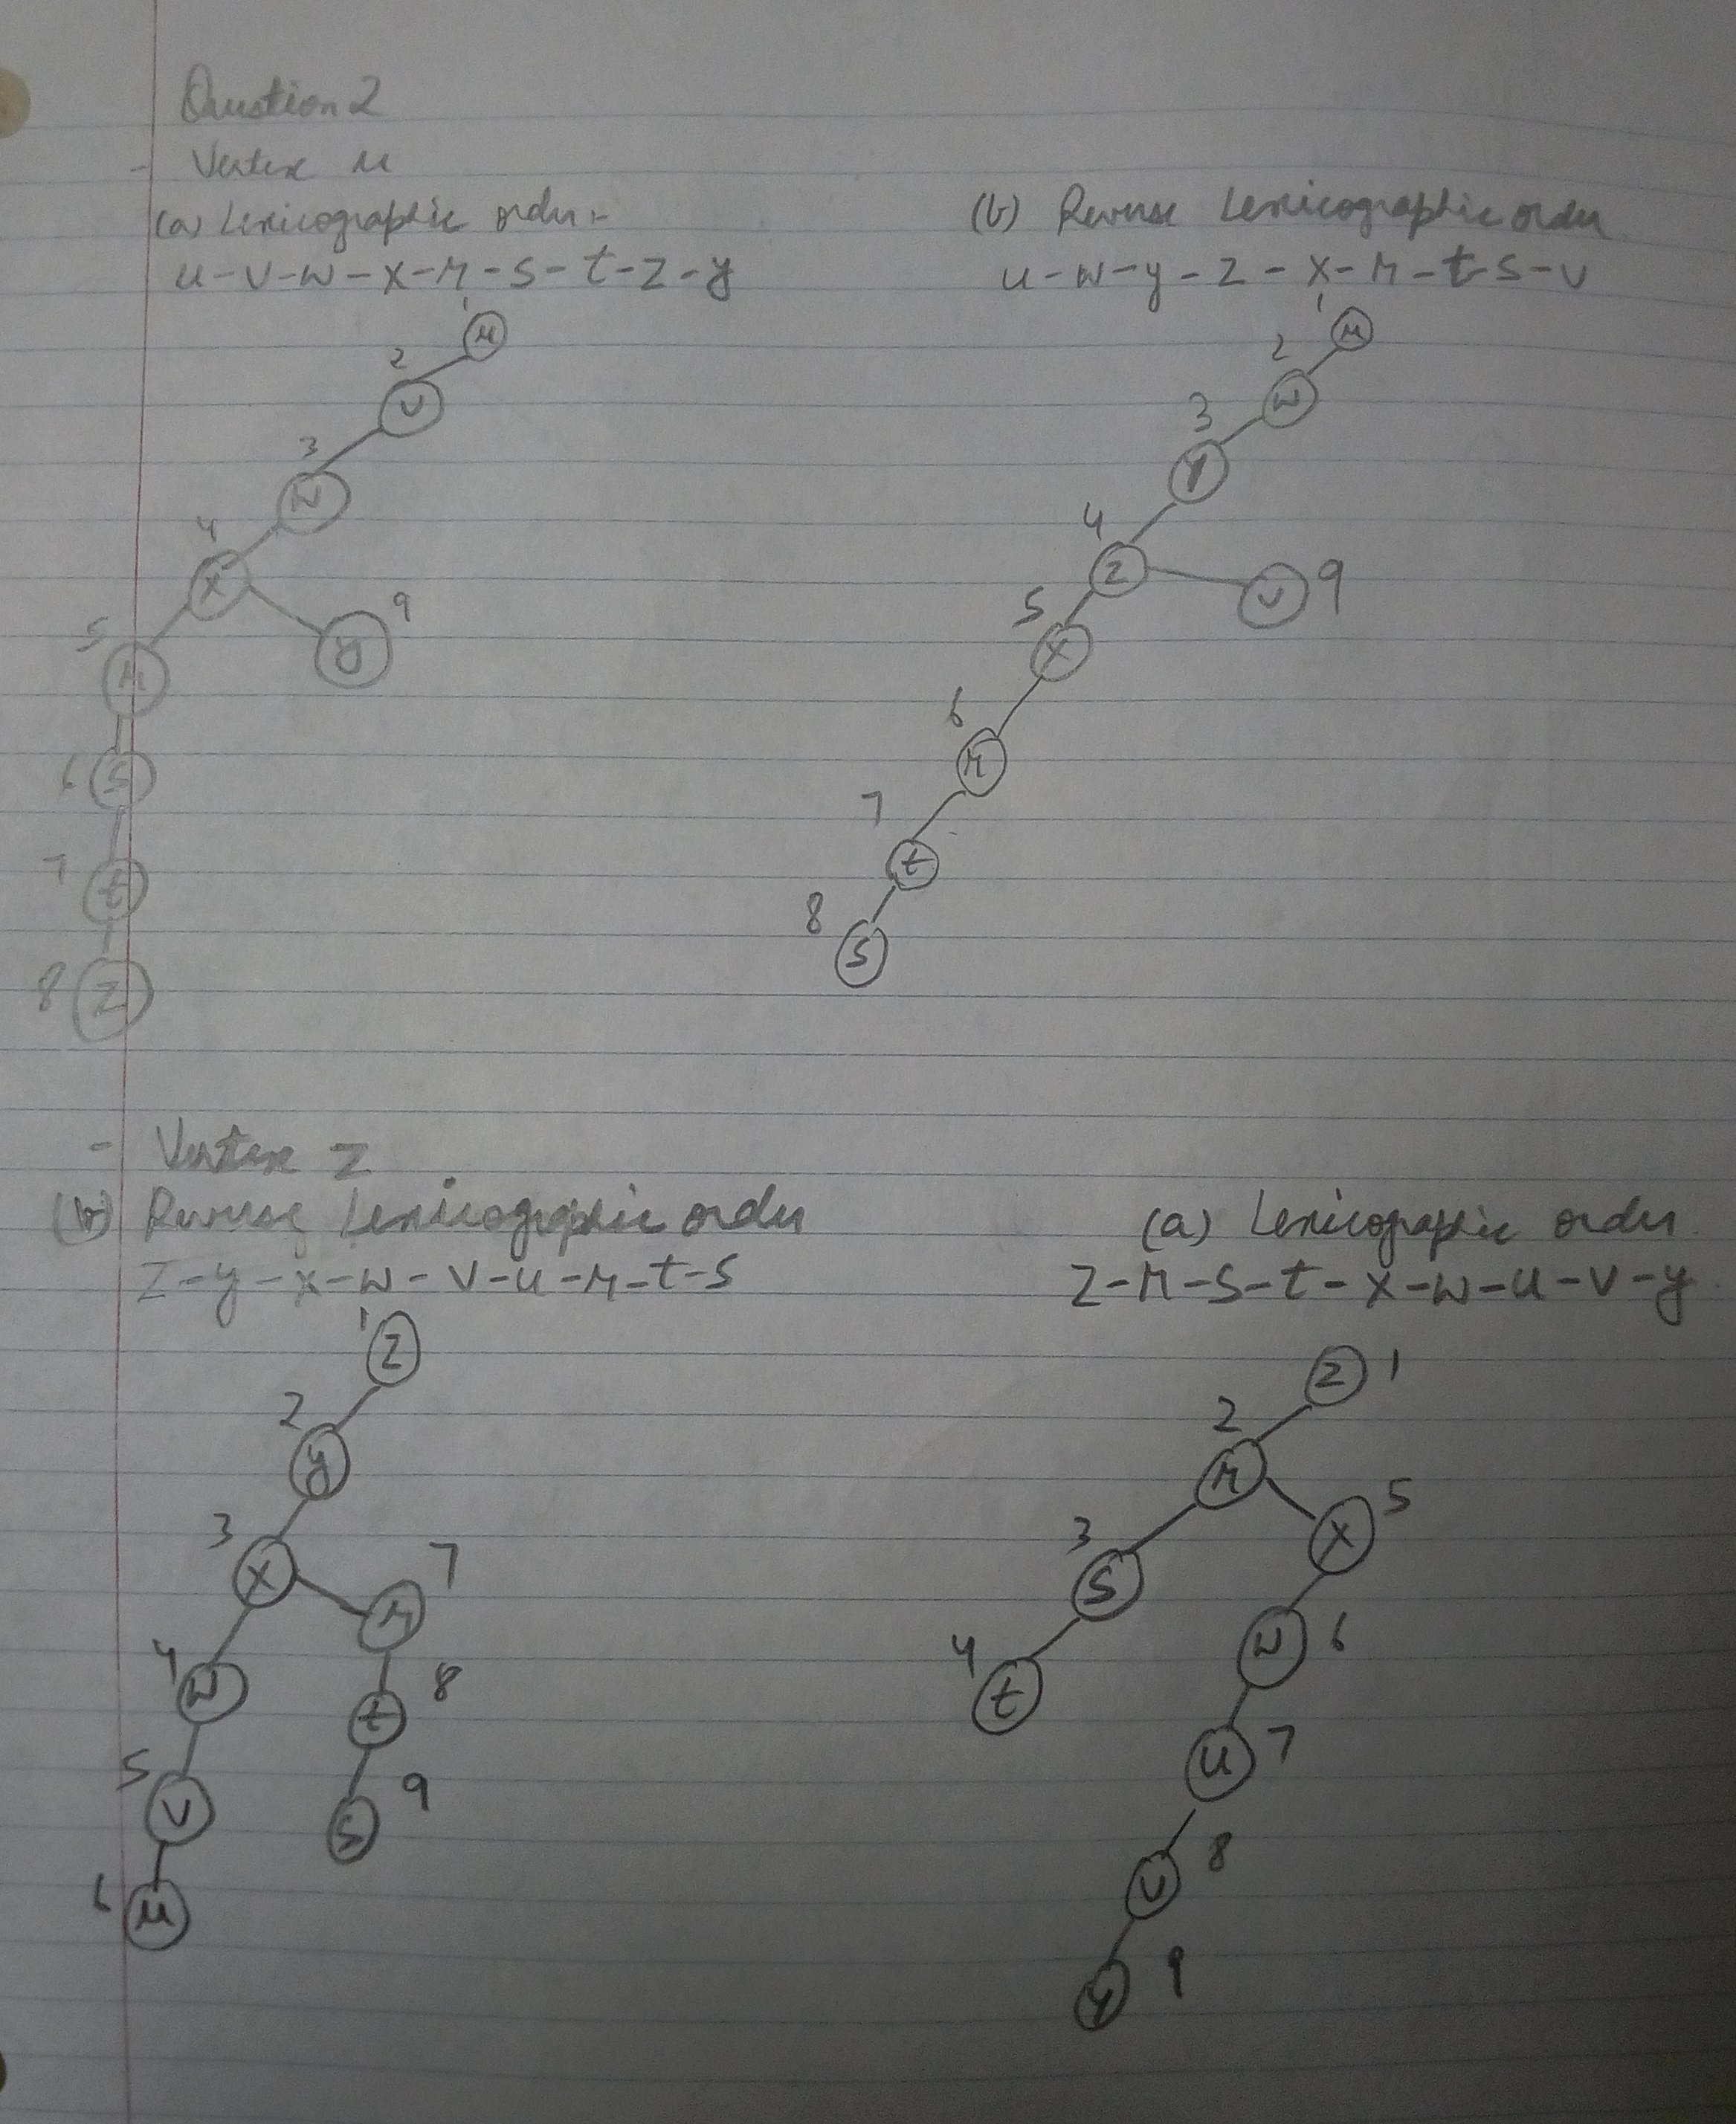 Question 2
- Vertex u
(a) Lexicographic order:-
u-v-w-x-r-s-t-z-y
1
u
2
v
3
w
4
x
9
y
5
r
6 s
7
t
8 z
(b) Reverse Lexicographic order
u-w-y-z-x-r-t-s-v
1
u
2
w
3
y
4
z
v 9
5
x
6
r
7
t
8
s
- Vertex z
(b) Reverse Lexicographic order
z-y-x-w-v-u-r-t-s
1
z
2
y
3
x
7
r
4
w
8
t
5
v
9
s
6
u
(a) Lexicographic order
z-r-s-t-x-w-u-v-y
z 1
2
r
5
x
3
s
w 6
4
t
u 7
v 8
y 9